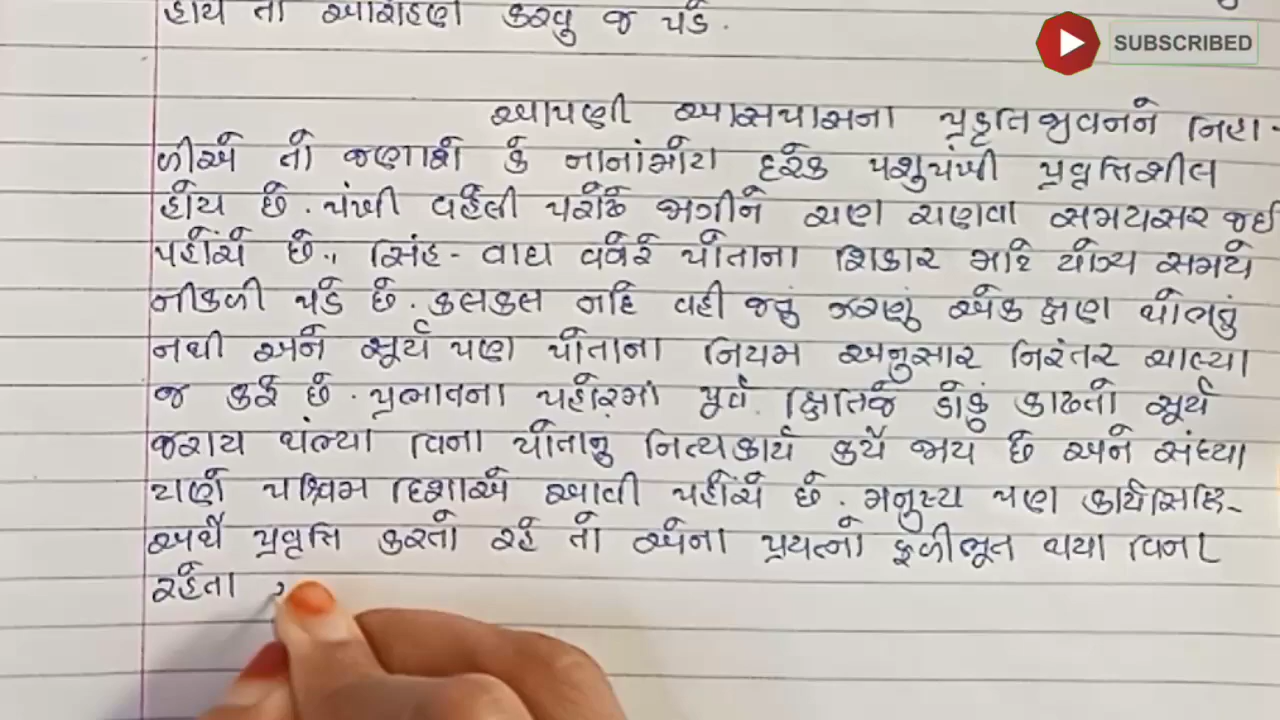 હોય તો આરોહણ કરવુ જ પડે.
SUBSCRIBED
આપણી આસપાસના પ્રકૃતિજીવનને નિહા-
ળીએ તો જણાશે કે નાનાંમોટા દરેક પશુપંખી પ્રવૃત્તિશીલ
હોય છે. પંખી વહેલી પરોઢે જાગીને ચણ ચણવા સમયસર જઈ
પહોંચે છે., સિંહ- વાઘ વગેરે પોતાના શિકાર માટે યોગ્ય સમયે
નીકળી પડે છે. કલકલ નાદે વહી જતું ઝરણું એક ક્ષણ થોભતું
નથી અને સૂર્ય પણ પોતાના નિયમ અનુસાર નિરંતર ચાલ્યા
જ કરે છે. પ્રભાતના પહોરમાં પૂર્વ ક્ષિતિજે ડોકું કાઢતો સૂર્ય
જરાય થંભ્યા વિના પોતાનુ નિત્યકાર્ય કર્યે જાય છે અને સંધ્યા
ચાણે પશ્ચિમ દિશાએ આવી પહોંચે છે. મનુષ્ય પણ કાર્યસિદ્ધિ-
અર્થે પ્રવૃત્તિ કરતો રહે તો એના પ્રયત્નો ફળીભૂત થયા વિના
રહેતા